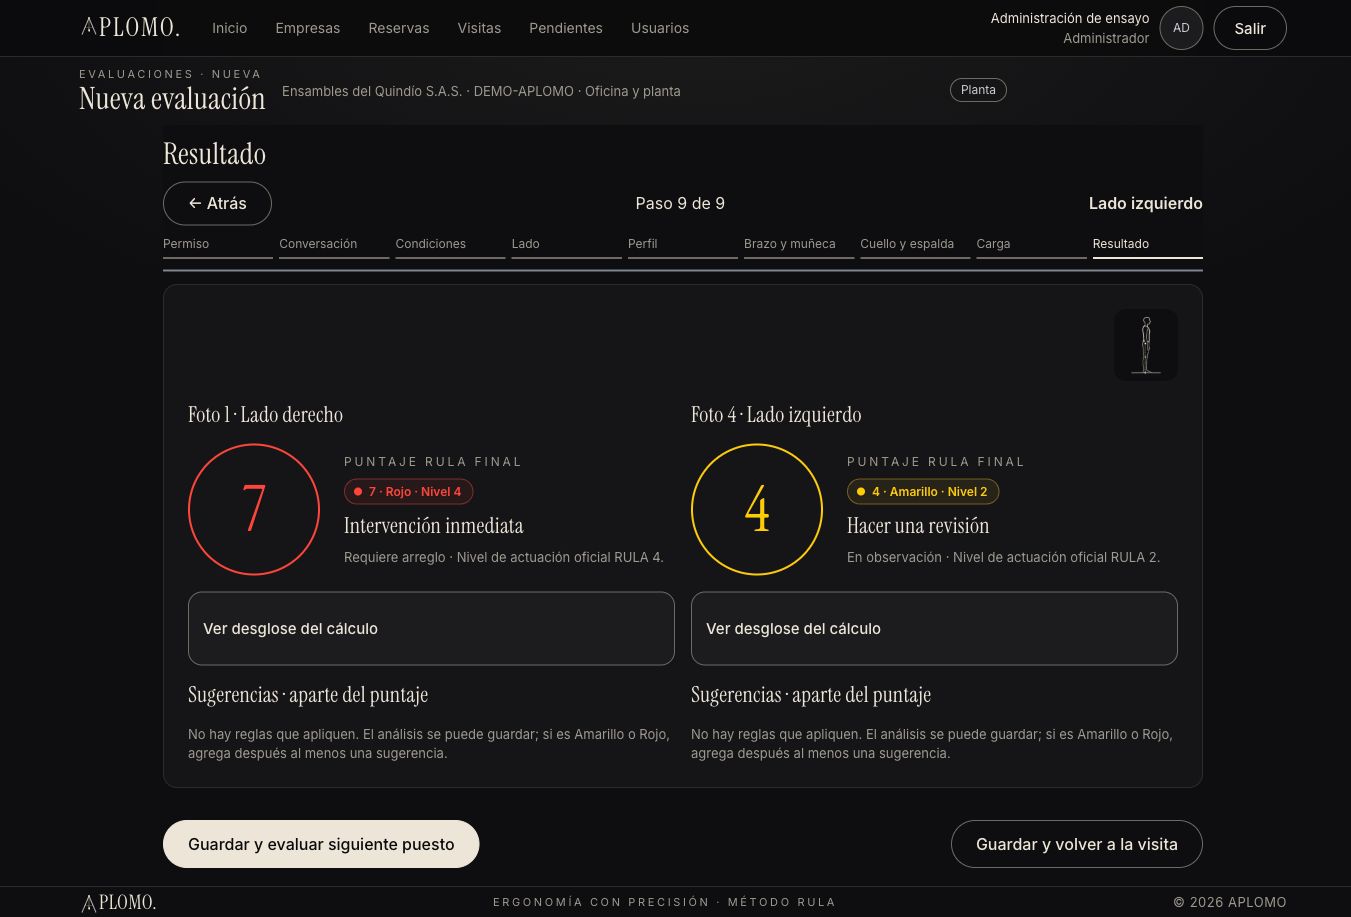 APLOMO.
Inicio
Empresas
Reservas
Visitas
Pendientes
Usuarios
Administración de ensayo
Administrador
AD
Salir
EVALUACIONES · NUEVA
Nueva evaluación
Ensambles del Quindío S.A.S. · DEMO-APLOMO · Oficina y planta
Planta
Resultado
← Atrás
Paso 9 de 9
Lado izquierdo
Permiso
Conversación
Condiciones
Lado
Perfil
Brazo y muñeca
Cuello y espalda
Carga
Resultado
Foto 1 · Lado derecho
7
PUNTAJE RULA FINAL
7 · Rojo · Nivel 4
Intervención inmediata
Requiere arreglo · Nivel de actuación oficial RULA 4.
Ver desglose del cálculo
Sugerencias · aparte del puntaje
No hay reglas que apliquen. El análisis se puede guardar; si es Amarillo o Rojo,
agrega después al menos una sugerencia.
Foto 4 · Lado izquierdo
4
PUNTAJE RULA FINAL
4 · Amarillo · Nivel 2
Hacer una revisión
En observación · Nivel de actuación oficial RULA 2.
Ver desglose del cálculo
Sugerencias · aparte del puntaje
No hay reglas que apliquen. El análisis se puede guardar; si es Amarillo o Rojo,
agrega después al menos una sugerencia.
Guardar y evaluar siguiente puesto
Guardar y volver a la visita
APLOMO.
ERGONOMÍA CON PRECISIÓN · MÉTODO RULA
© 2026 APLOMO